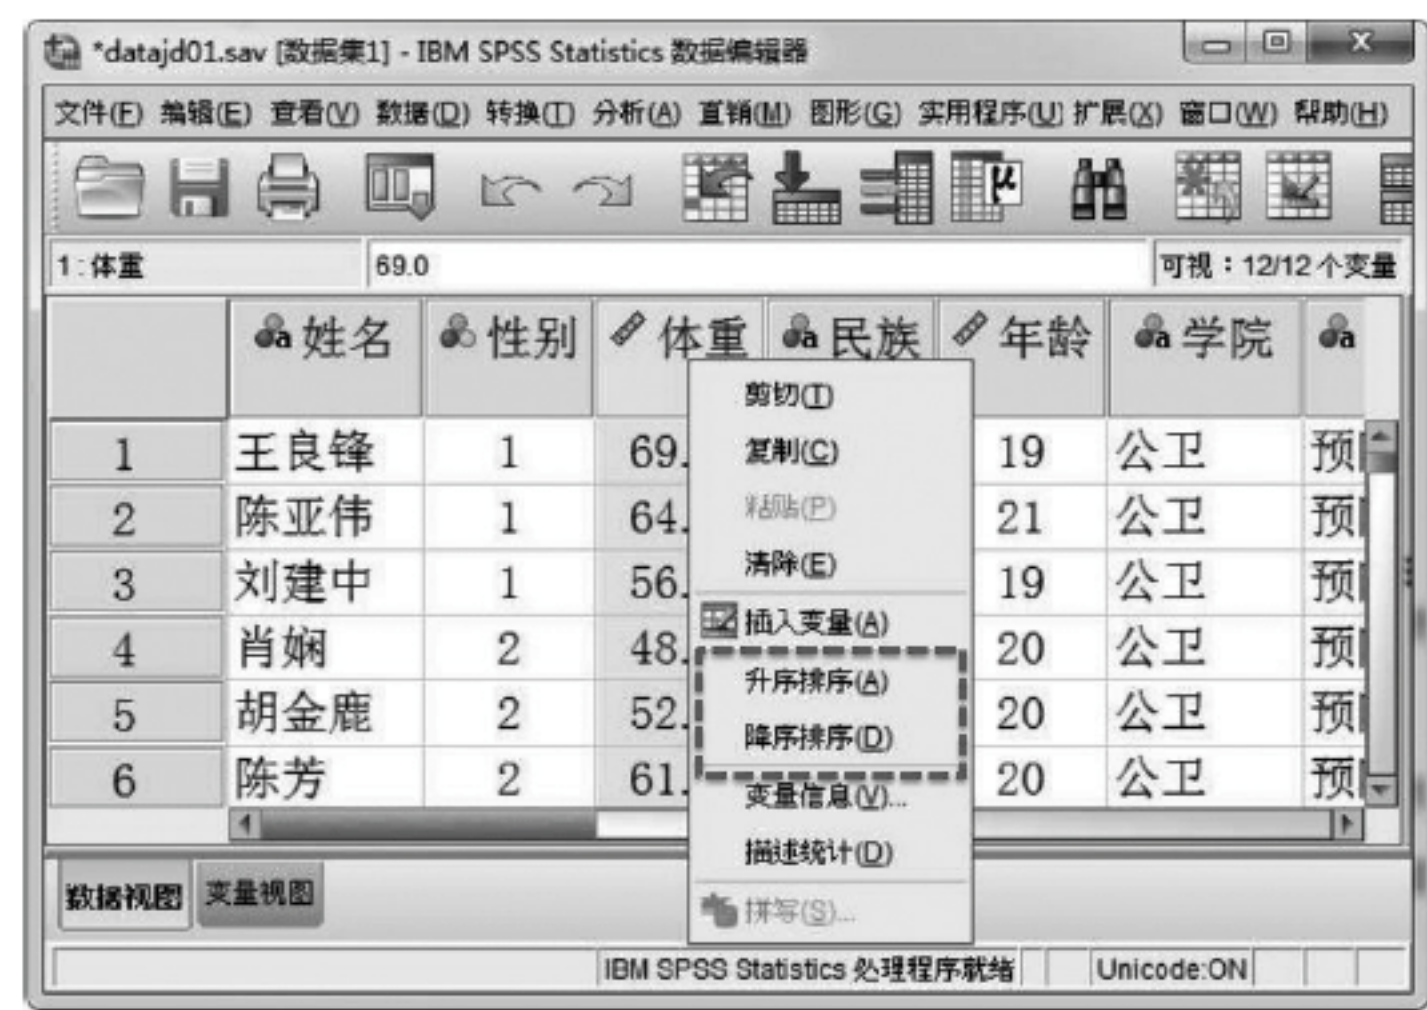 *datajd01.sav [数据集1] - IBM SPSS Statistics 数据编辑器
文件(F) 编辑(E) 查看(V) 数据(D) 转换(T) 分析(A) 直销(M) 图形(G) 实用程序(U) 扩展(X) 窗口(W) 帮助(H)
1 : 体重 69.0 可视：12/12 个变量
姓名 性别 体重 民族 年龄 学院
1 王良锋 1 69. 19 公卫 预
2 陈亚伟 1 64. 21 公卫 预
3 刘建中 1 56. 19 公卫 预
4 肖娴 2 48. 20 公卫 预
5 胡金鹿 2 52. 20 公卫 预
6 陈芳 2 61. 20 公卫 预
剪切(T)
复制(C)
粘贴(P)
清除(E)
插入变量(A)
升序排序(A)
降序排序(D)
变量信息(V)...
描述统计(D)
拼写(S)...
数据视图 变量视图
IBM SPSS Statistics 处理程序就绪 Unicode:ON